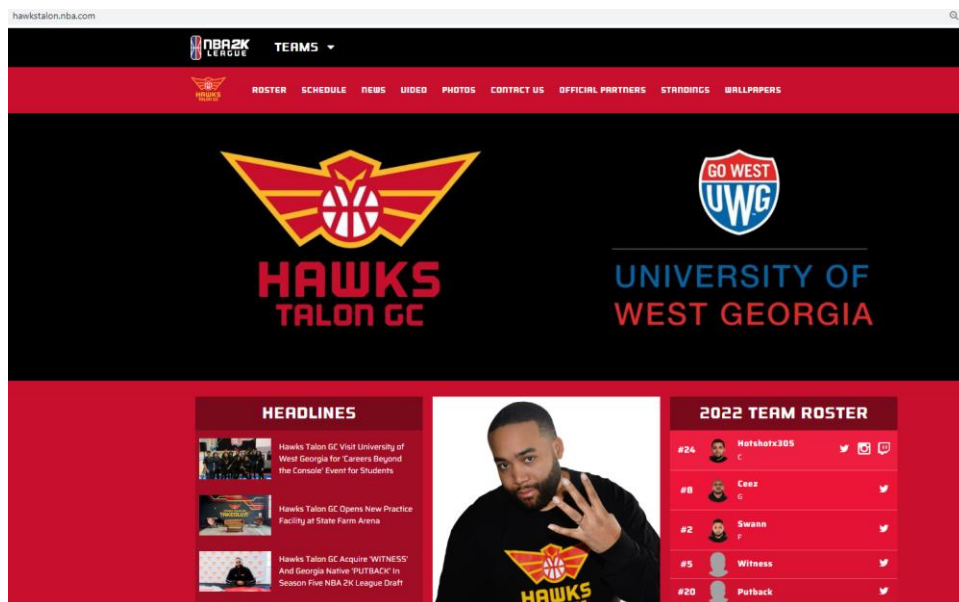 hawkstalon.nba.com
NBA2K
LEAGUE
TEAMS
HAWKS
TALON GC
ROSTER SCHEDULE NEWS VIDEO PHOTOS CONTACT US OFFICIAL PARTNERS STANDINGS WALLPAPERS
HAWKS
TALON GC
GO WEST
UWG
UNIVERSITY OF
WEST GEORGIA
HEADLINES
Hawks Talon GC Visit University of
West Georgia for 'Careers Beyond
the Console' Event for Students
Hawks Talon GC Opens New Practice
Facility at State Farm Arena
Hawks Talon GC Acquire 'WITNESS'
And Georgia Native 'PUTBACK' In
Season Five NBA 2K League Draft
HAWKS
2022 TEAM ROSTER
#24 Hotshotx305
C
#8 Ceez
G
#2 Swann
F
#5 Witness
#20 Putback